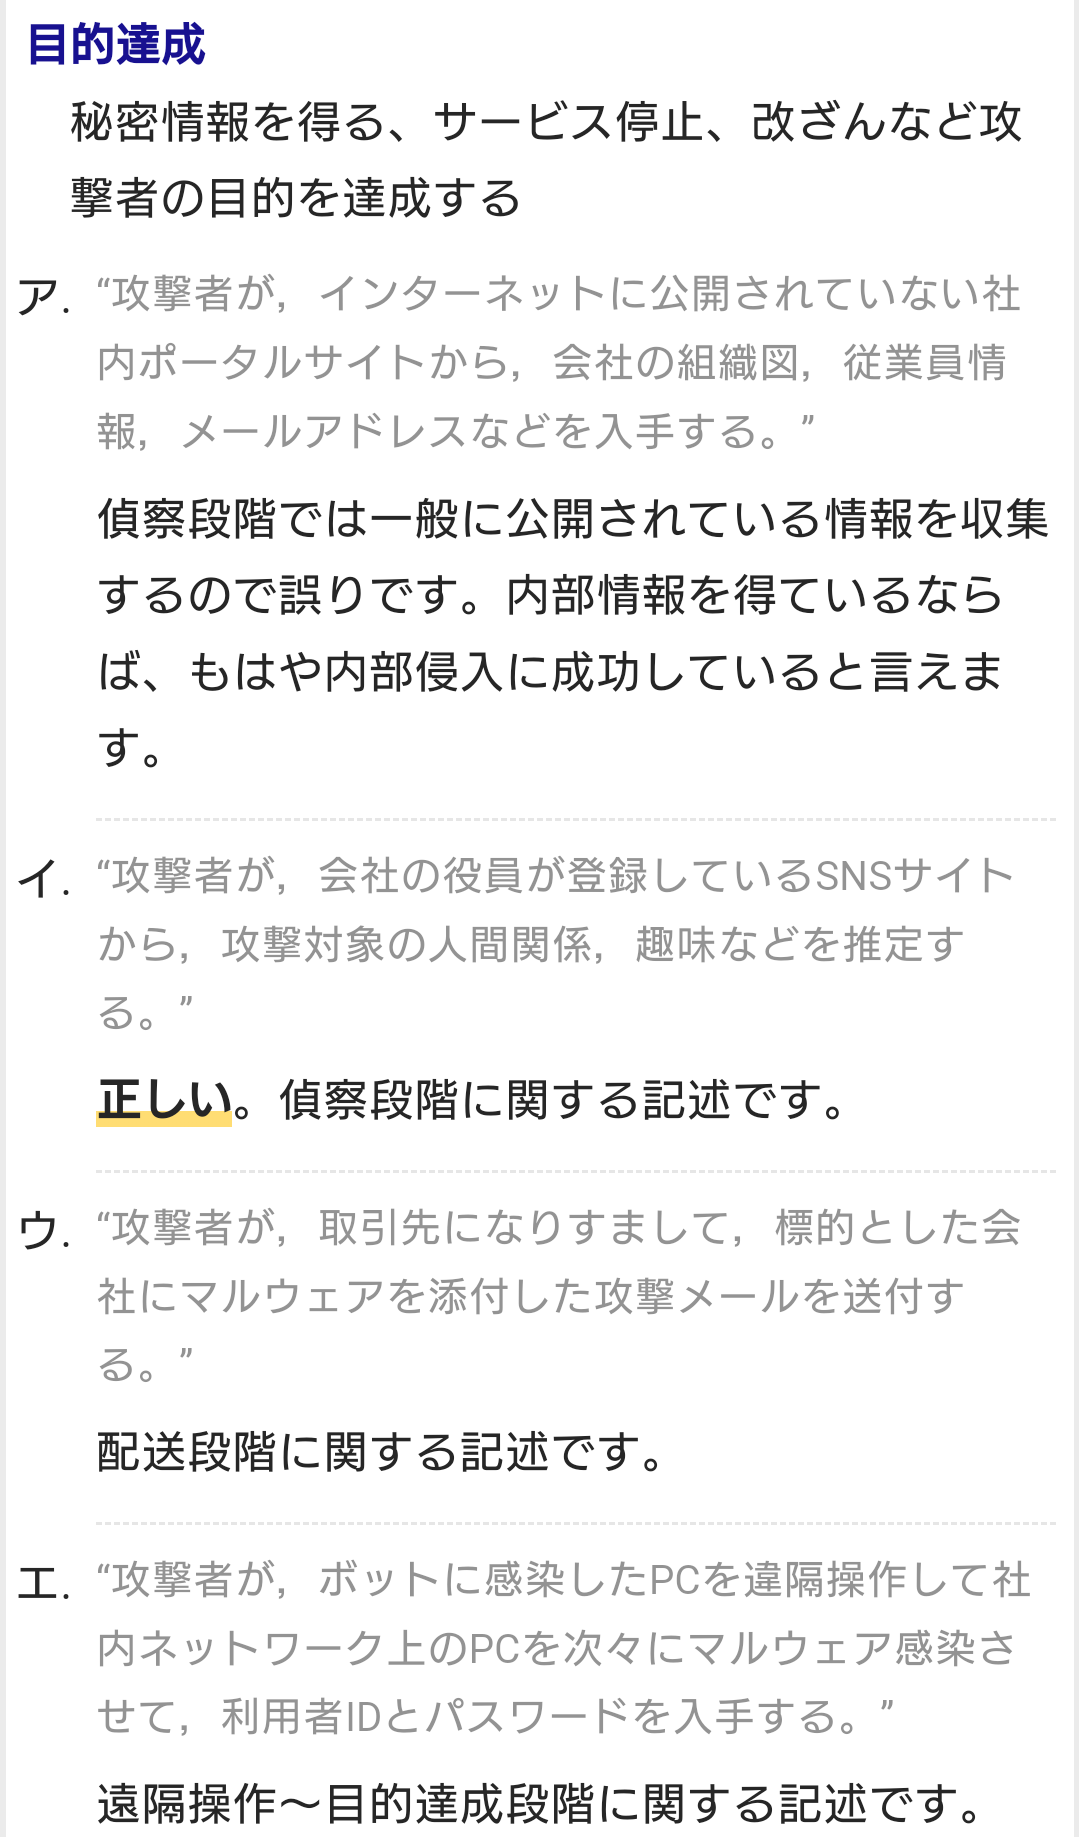 目的達成
秘密情報を得る、サービス停止、改ざんなど攻
撃者の目的を達成する
ア. “攻撃者が，インターネットに公開されていない社
内ポータルサイトから，会社の組織図，従業員情
報，メールアドレスなどを入手する。”
偵察段階では一般に公開されている情報を収集
するので誤りです。内部情報を得ているなら
ば、もはや内部侵入に成功していると言えま
す。
イ. “攻撃者が，会社の役員が登録しているSNSサイト
から，攻撃対象の人間関係，趣味などを推定す
る。”
正しい。偵察段階に関する記述です。
ウ. “攻撃者が，取引先になりすまして，標的とした会
社にマルウェアを添付した攻撃メールを送付す
る。”
配送段階に関する記述です。
エ. “攻撃者が，ボットに感染したPCを違隔操作して社
内ネットワーク上のPCを次々にマルウェア感染さ
せて，利用者IDとパスワードを入手する。”
遠隔操作～目的達成段階に関する記述です。